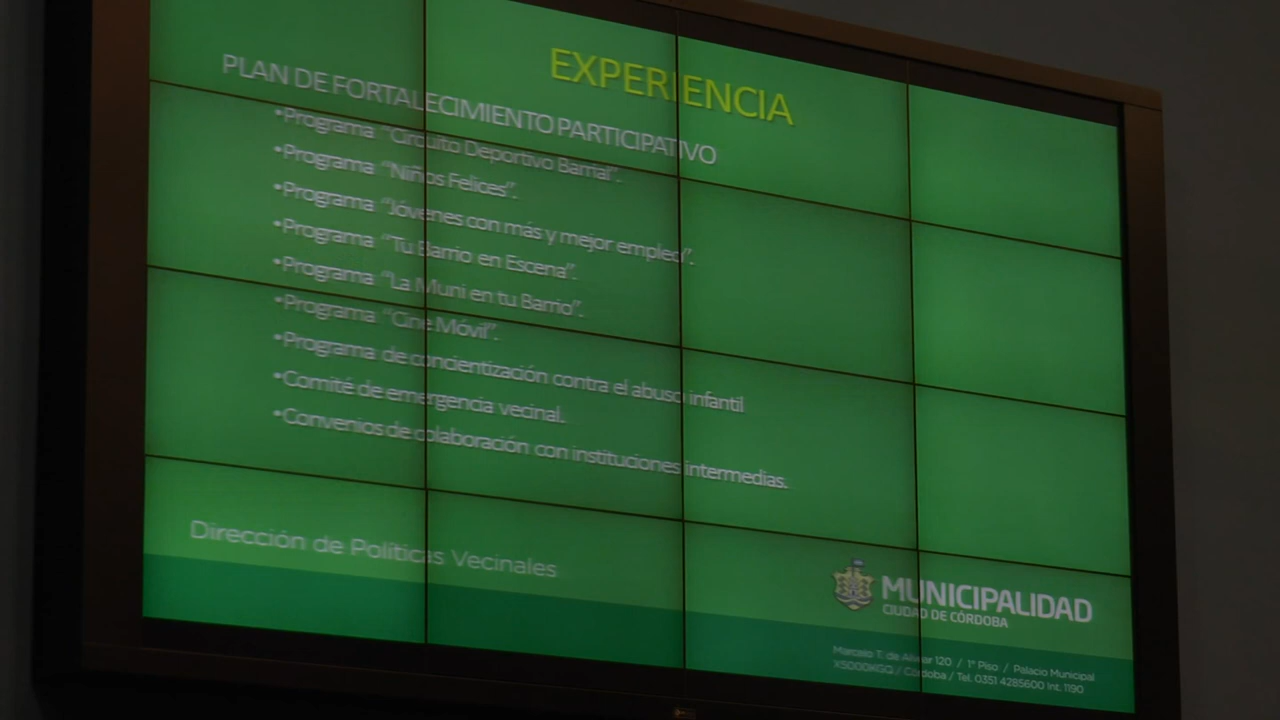 EXPERIENCIA
PLAN DE FORTALECIMIENTO PARTICIPATIVO
•Programa "Circuito Deportivo Barrial".
•Programa "Niños Felices".
•Programa "Jóvenes con más y mejor empleo".
•Programa "Tu Barrio en Escena".
•Programa "La Muni en tu Barrio".
•Programa "Cine Móvil".
•Programa de concientización contra el abuso infantil
•Comité de emergencia vecinal.
•Convenios de colaboración con instituciones intermedias.
Dirección de Políticas Vecinales
MUNICIPALIDAD
CIUDAD DE CÓRDOBA
Marcelo T. de Alvear 120 / 1° Piso / Palacio Municipal
X5000KGQ / Córdoba / Tel. 0351 4285600 Int. 1190